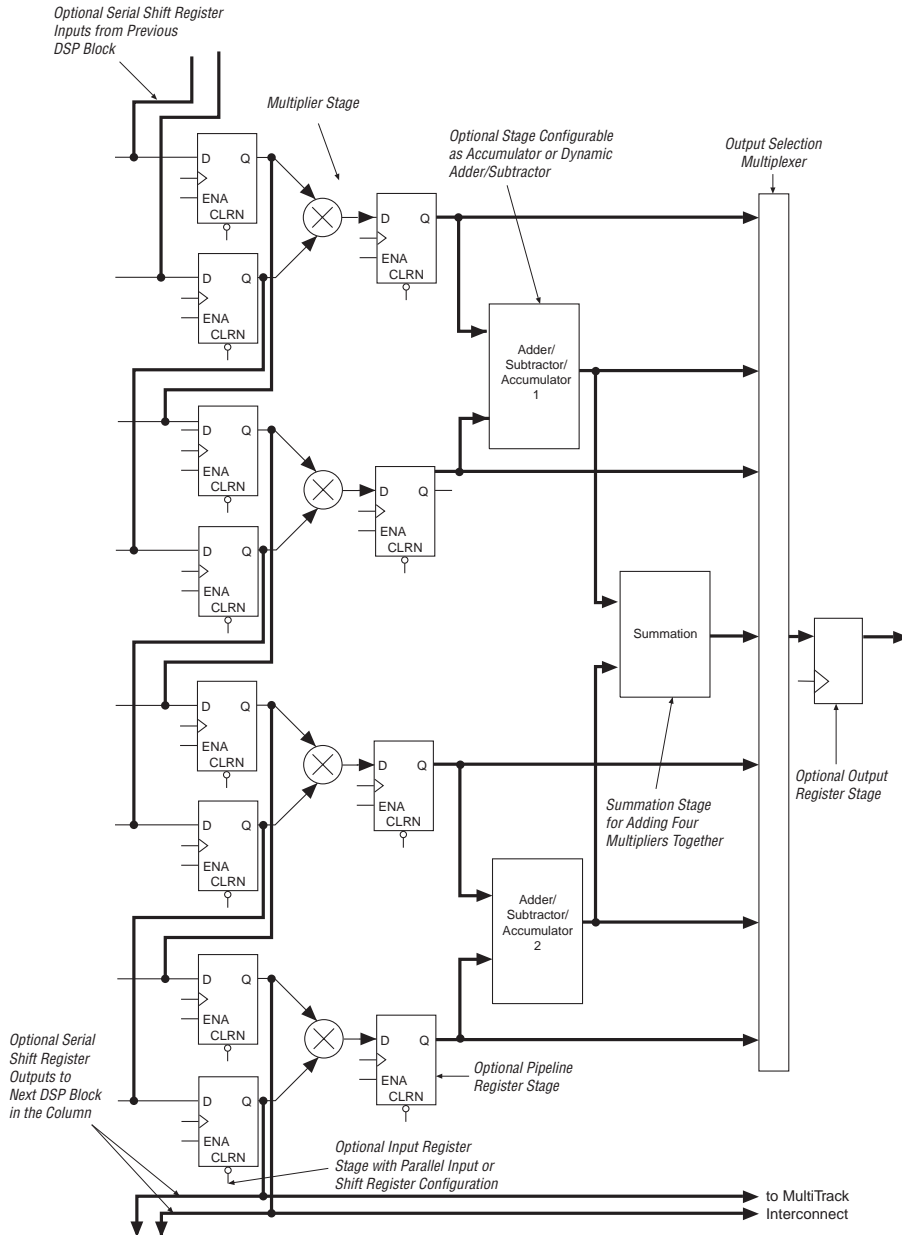 Optional Serial Shift Register
Inputs from Previous
DSP Block
Multiplier Stage
Optional Stage Configurable
as Accumulator or Dynamic
Adder/Subtractor
Output Selection
Multiplexer
D Q
ENA
CLRN
D Q
ENA
CLRN
D Q
ENA
CLRN
Adder/
Subtractor/
Accumulator
1
D Q
ENA
CLRN
D Q
ENA
CLRN
D Q
ENA
CLRN
Summation
D Q
ENA
CLRN
D Q
ENA
CLRN
D Q
ENA
CLRN
Summation Stage
for Adding Four
Multipliers Together
Optional Output
Register Stage
Adder/
Subtractor/
Accumulator
2
D Q
ENA
CLRN
D Q
ENA
CLRN
D Q
ENA
CLRN
Optional Pipeline
Register Stage
Optional Serial
Shift Register
Outputs to
Next DSP Block
in the Column
Optional Input Register
Stage with Parallel Input or
Shift Register Configuration
to MultiTrack
Interconnect